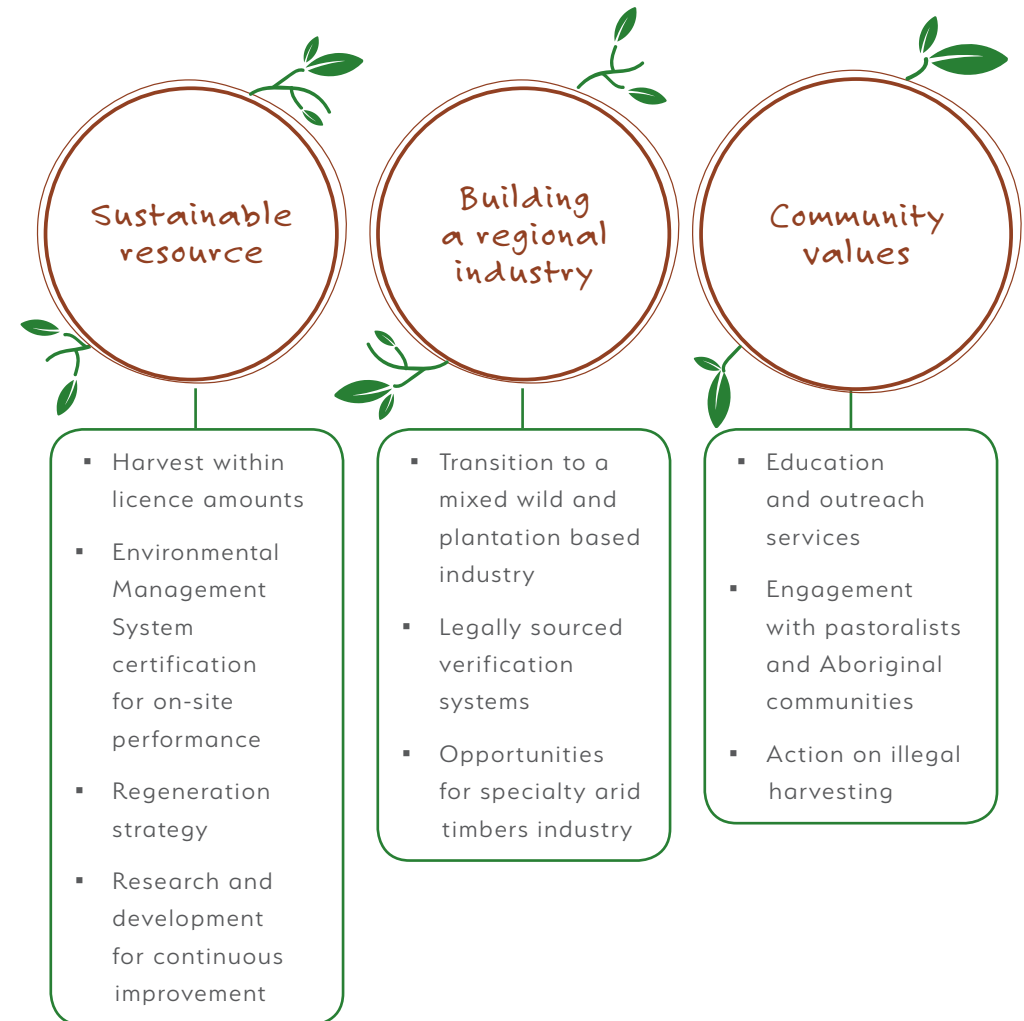 Sustainable
resource
▪ Harvest within
licence amounts
▪ Environmental
Management
System
certification
for on-site
performance
▪ Regeneration
strategy
▪ Research and
development
for continuous
improvement
Building
a regional
industry
▪ Transition to a
mixed wild and
plantation based
industry
▪ Legally sourced
verification
systems
▪ Opportunities
for specialty arid
timbers industry
Community
values
▪ Education
and outreach
services
▪ Engagement
with pastoralists
and Aboriginal
communities
▪ Action on illegal
harvesting